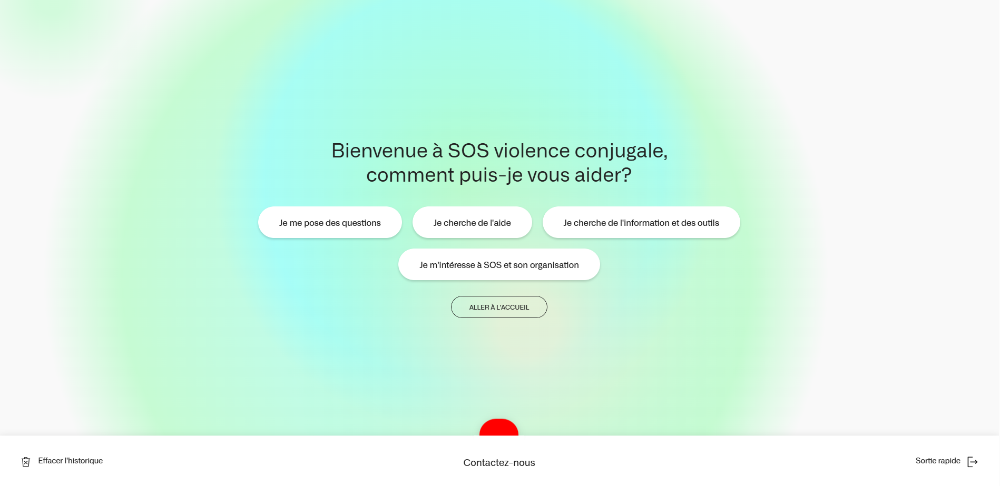 Bienvenue à SOS violence conjugale,
comment puis-je vous aider?
Je me pose des questions
Je cherche de l'aide
Je cherche de l'information et des outils
Je m'intéresse à SOS et son organisation
ALLER À L'ACCUEIL
Effacer l'historique
Contactez-nous
Sortie rapide